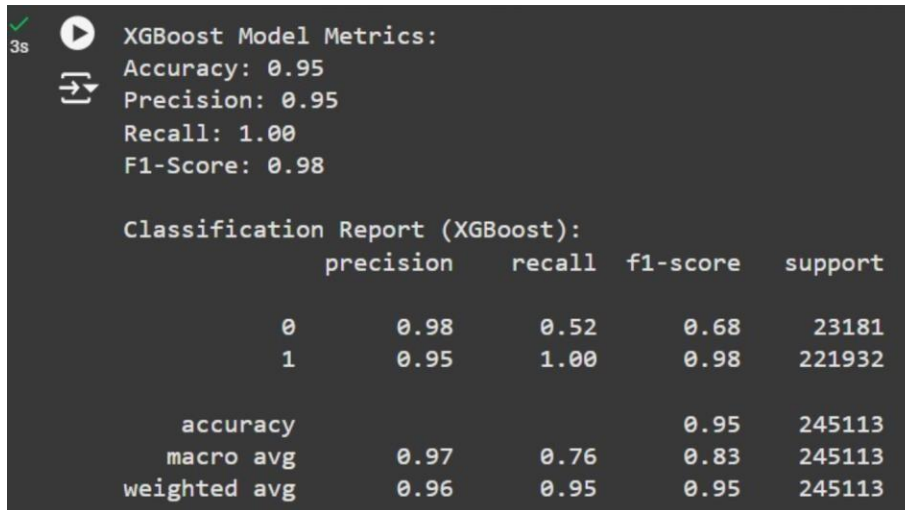 3s
XGBoost Model Metrics:
Accuracy: 0.95
Precision: 0.95
Recall: 1.00
F1-Score: 0.98
Classification Report (XGBoost):
precision recall f1-score support
0 0.98 0.52 0.68 23181
1 0.95 1.00 0.98 221932
accuracy 0.95 245113
macro avg 0.97 0.76 0.83 245113
weighted avg 0.96 0.95 0.95 245113